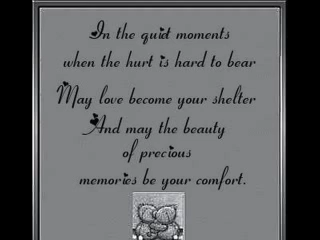 In the quiet moments
when the hurt is hard to bear
May love become your shelter
And may the beauty
of precious
memories be your comfort.